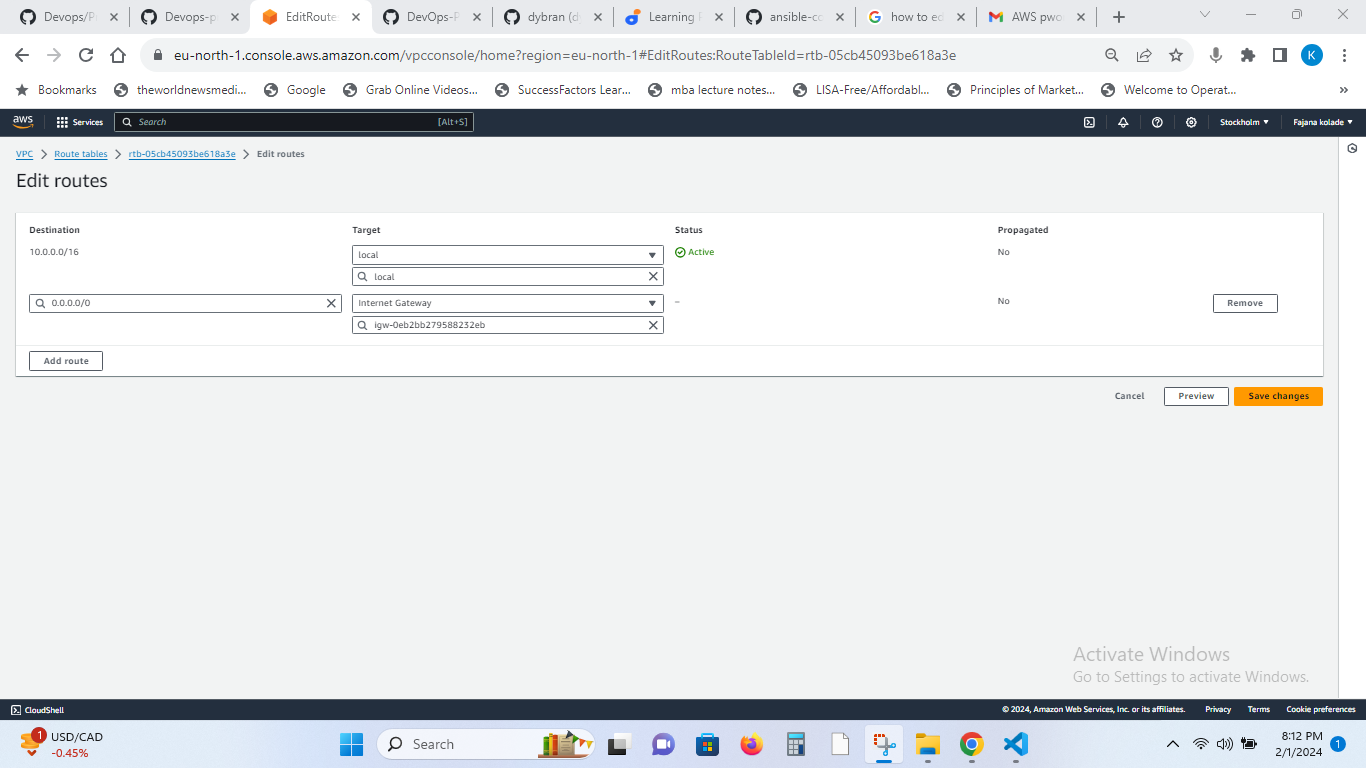 Devops/P
Devops-p
EditRoute
DevOps-P
dybran (d
Learning
ansible-co
how to ed
AWS pwo
eu-north-1.console.aws.amazon.com/vpcconsole/home?region=eu-north-1#EditRoutes:RouteTableId=rtb-05cb45093be618a3e
K
Bookmarks
theworldnewsmedi...
Google
Grab Online Videos...
SuccessFactors Lear...
mba lecture notes...
LISA-Free/Affordabl...
Principles of Market...
Welcome to Operat...
aws
Services
Search
[Alt+S]
Stockholm
Fajana kolade
VPC
Route tables
rtb-05cb45093be618a3e
Edit routes
Edit routes
Destination
Target
Status
Propagated
10.0.0.0/16
local
Active
No
local
0.0.0.0/0
Internet Gateway
–
No
Remove
igw-0eb2bb279588232eb
Add route
Cancel
Preview
Save changes
Activate Windows
Go to Settings to activate Windows.
CloudShell
© 2024, Amazon Web Services, Inc. or its affiliates.
Privacy
Terms
Cookie preferences
1
USD/CAD
-0.45%
Search
8:12 PM
2/1/2024
1